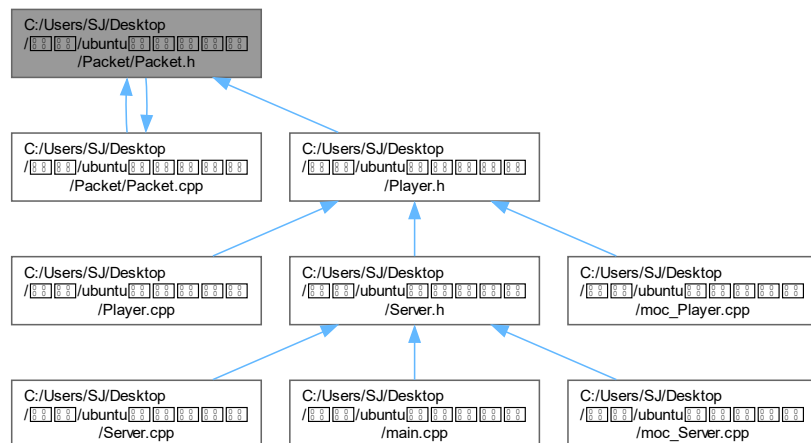 C:/Users/SJ/Desktop
//ubuntu
/Packet/Packet.h
C:/Users/SJ/Desktop
//ubuntu
/Packet/Packet.cpp
C:/Users/SJ/Desktop
//ubuntu
/Player.h
C:/Users/SJ/Desktop
//ubuntu
/Player.cpp
C:/Users/SJ/Desktop
//ubuntu
/Server.h
C:/Users/SJ/Desktop
//ubuntu
/moc_Player.cpp
C:/Users/SJ/Desktop
//ubuntu
/Server.cpp
C:/Users/SJ/Desktop
//ubuntu
/main.cpp
C:/Users/SJ/Desktop
//ubuntu
/moc_Server.cpp